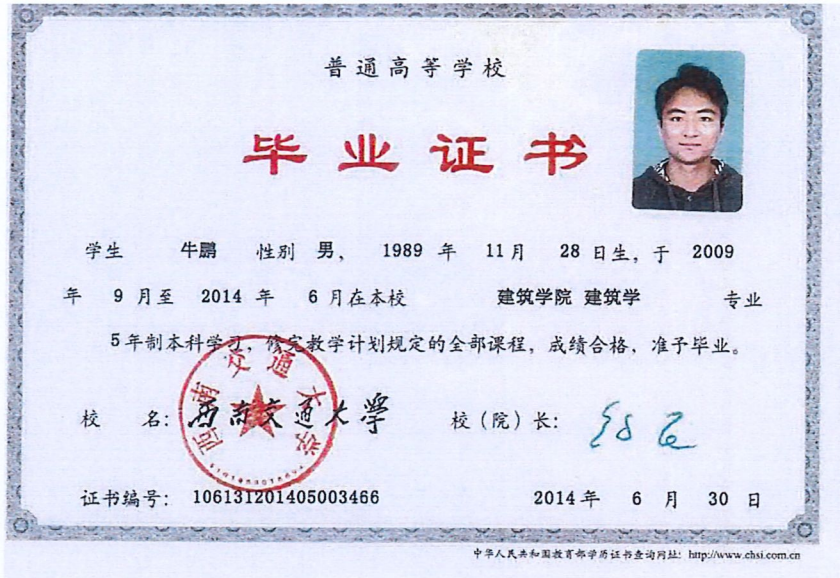 普通高等学校
毕业证书
学生 牛鹏 性别 男， 1989 年 11月 28 日生，于 2009
年 9 月至 2014 年 6 月在本校 建筑学院 建筑学 专业
5 年制本科学习，修完教学计划规定的全部课程，成绩合格，准予毕业。
校 名：西南交通大学 校（院）长：
西南交通大学
证书编号： 106131201405003466 2014 年 6 月 30 日
中华人民共和国教育部学历证书查询网址：http://www.chsi.com.cn